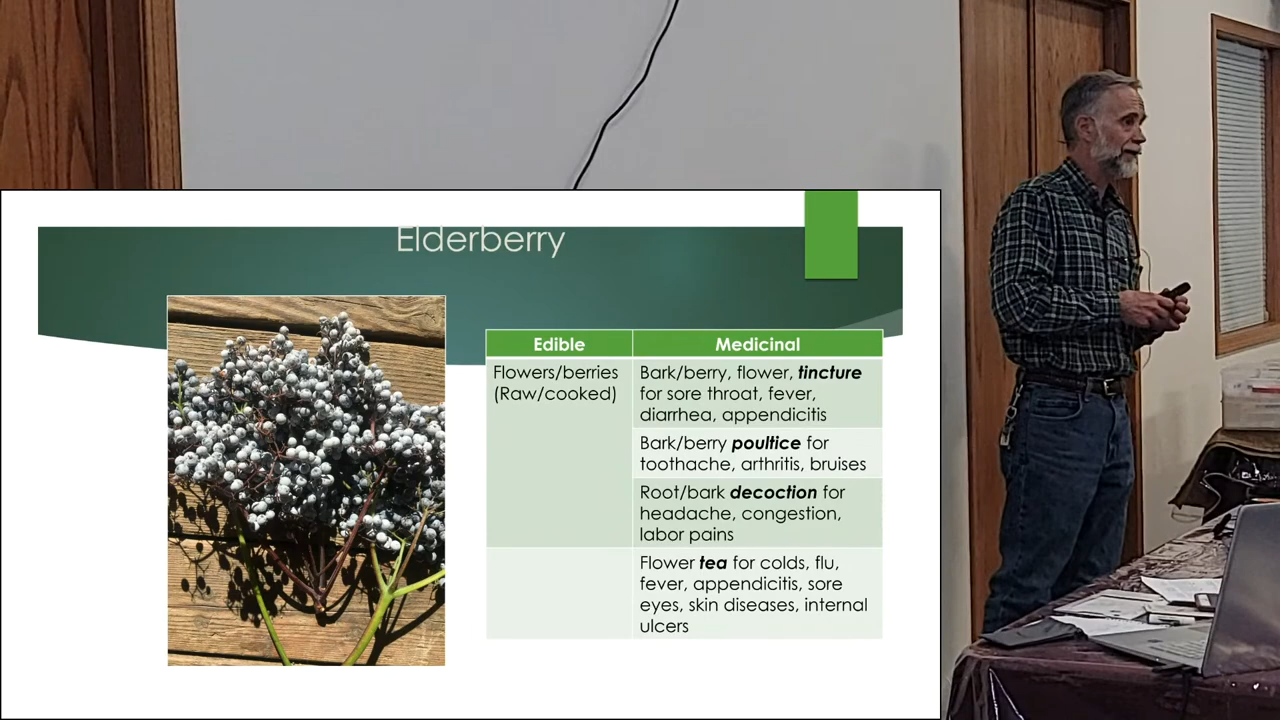 Elderberry
Edible
Medicinal
Flowers/berries
(Raw/cooked)
Bark/berry, flower, tincture
for sore throat, fever,
diarrhea, appendicitis
Bark/berry poultice for
toothache, arthritis, bruises
Root/bark decoction for
headache, congestion,
labor pains
Flower tea for colds, flu,
fever, appendicitis, sore
eyes, skin diseases, internal
ulcers